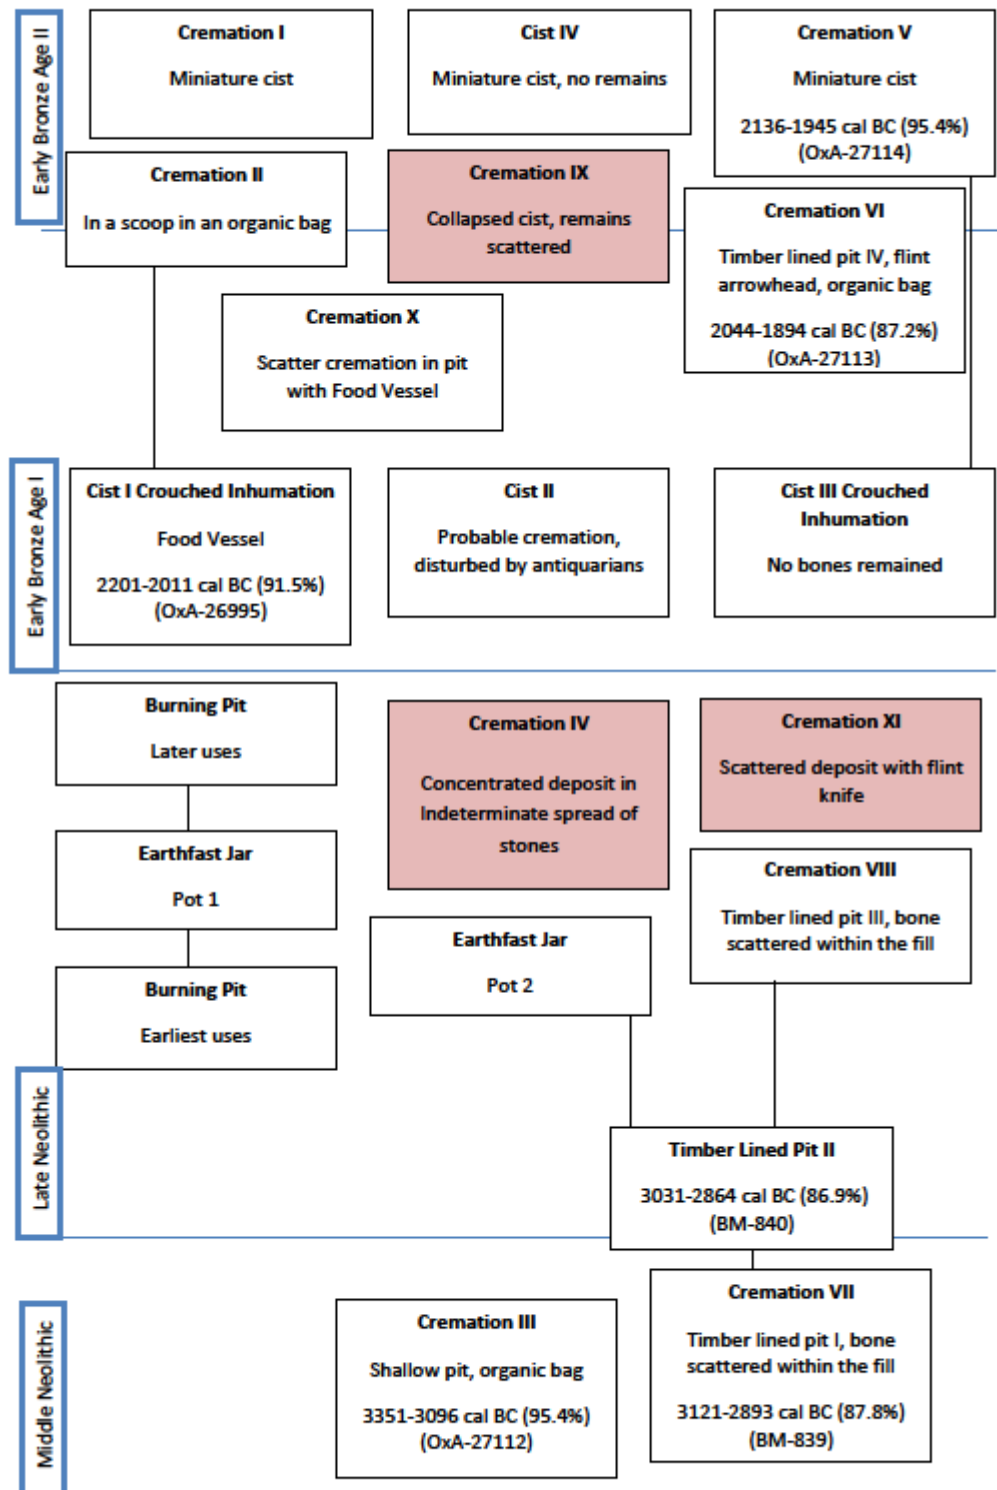 Early Bronze Age II
Cremation I
Miniature cist
Cist IV
Miniature cist, no remains
Cremation V
Miniature cist
2136-1945 cal BC (95.4%)
(OxA-27114)
Cremation II
In a scoop in an organic bag
Cremation IX
Collapsed cist, remains
scattered
Cremation VI
Timber lined pit IV, flint
arrowhead, organic bag
2044-1894 cal BC (87.2%)
(OxA-27113)
Cremation X
Scatter cremation in pit
with Food Vessel
Early Bronze Age I
Cist I Crouched Inhumation
Food Vessel
2201-2011 cal BC (91.5%)
(OxA-26995)
Cist II
Probable cremation,
disturbed by antiquarians
Cist III Crouched
Inhumation
No bones remained
Burning Pit
Later uses
Cremation IV
Concentrated deposit in
Indeterminate spread of
stones
Cremation XI
Scattered deposit with flint
knife
Earthfast Jar
Pot 1
Cremation VIII
Timber lined pit III, bone
scattered within the fill
Earthfast Jar
Pot 2
Burning Pit
Earliest uses
Late Neolithic
Timber Lined Pit II
3031-2864 cal BC (86.9%)
(BM-840)
Middle Neolithic
Cremation III
Shallow pit, organic bag
3351-3096 cal BC (95.4%)
(OxA-27112)
Cremation VII
Timber lined pit I, bone
scattered within the fill
3121-2893 cal BC (87.8%)
(BM-839)